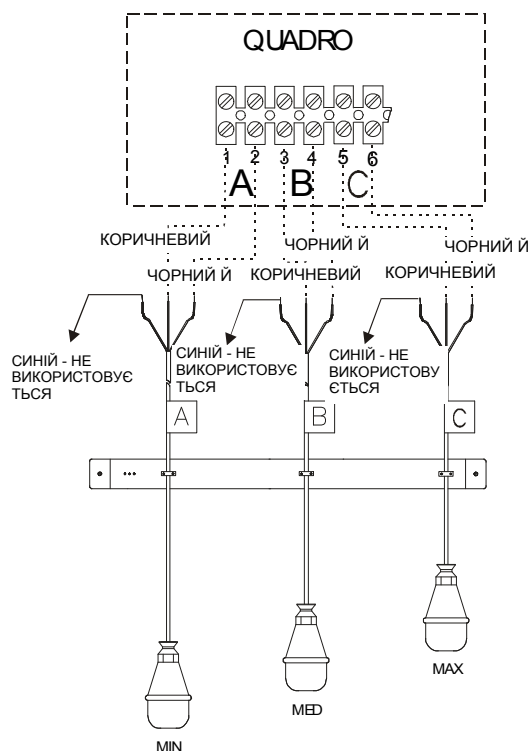 QUADRO
1 2 3 4 5 6
A B C
КОРИЧНЕВИЙ
ЧОРНИЙ Й
ЧОРНИЙ Й
КОРИЧНЕВИЙ
ЧОРНИЙ Й
КОРИЧНЕВИЙ
СИНІЙ - НЕ
ВИКОРИСТОВУЄ
ТЬСЯ
СИНІЙ - НЕ
ВИКОРИСТОВУЄ
ТЬСЯ
СИНІЙ - НЕ
ВИКОРИСТОВУ
ЄТЬСЯ
A
B
C
MAX
MED
MIN